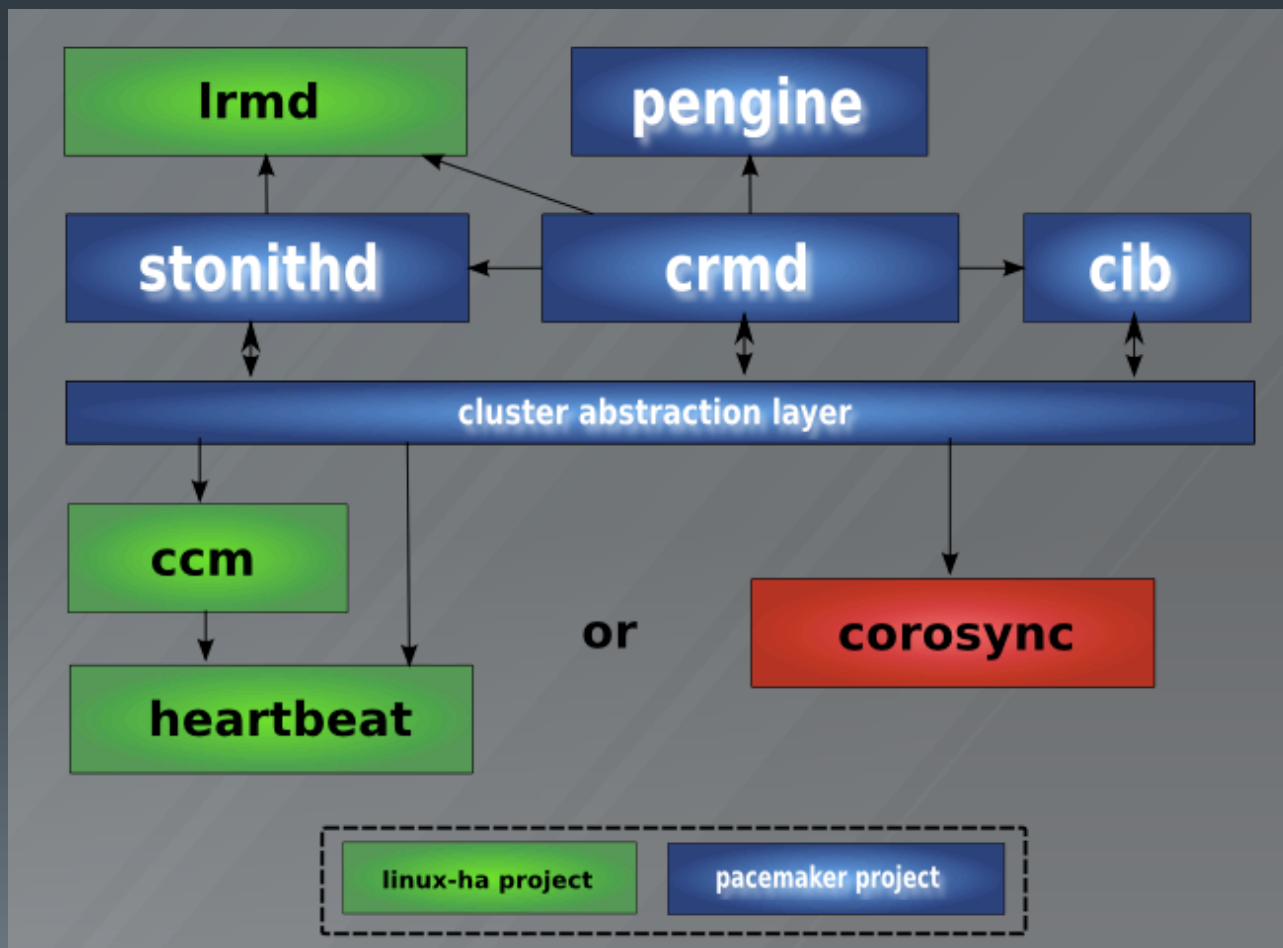 lrmd
pengine
stonithd
crmd
cib
cluster abstraction layer
ccm
or
corosync
heartbeat
linux-ha project
pacemaker project